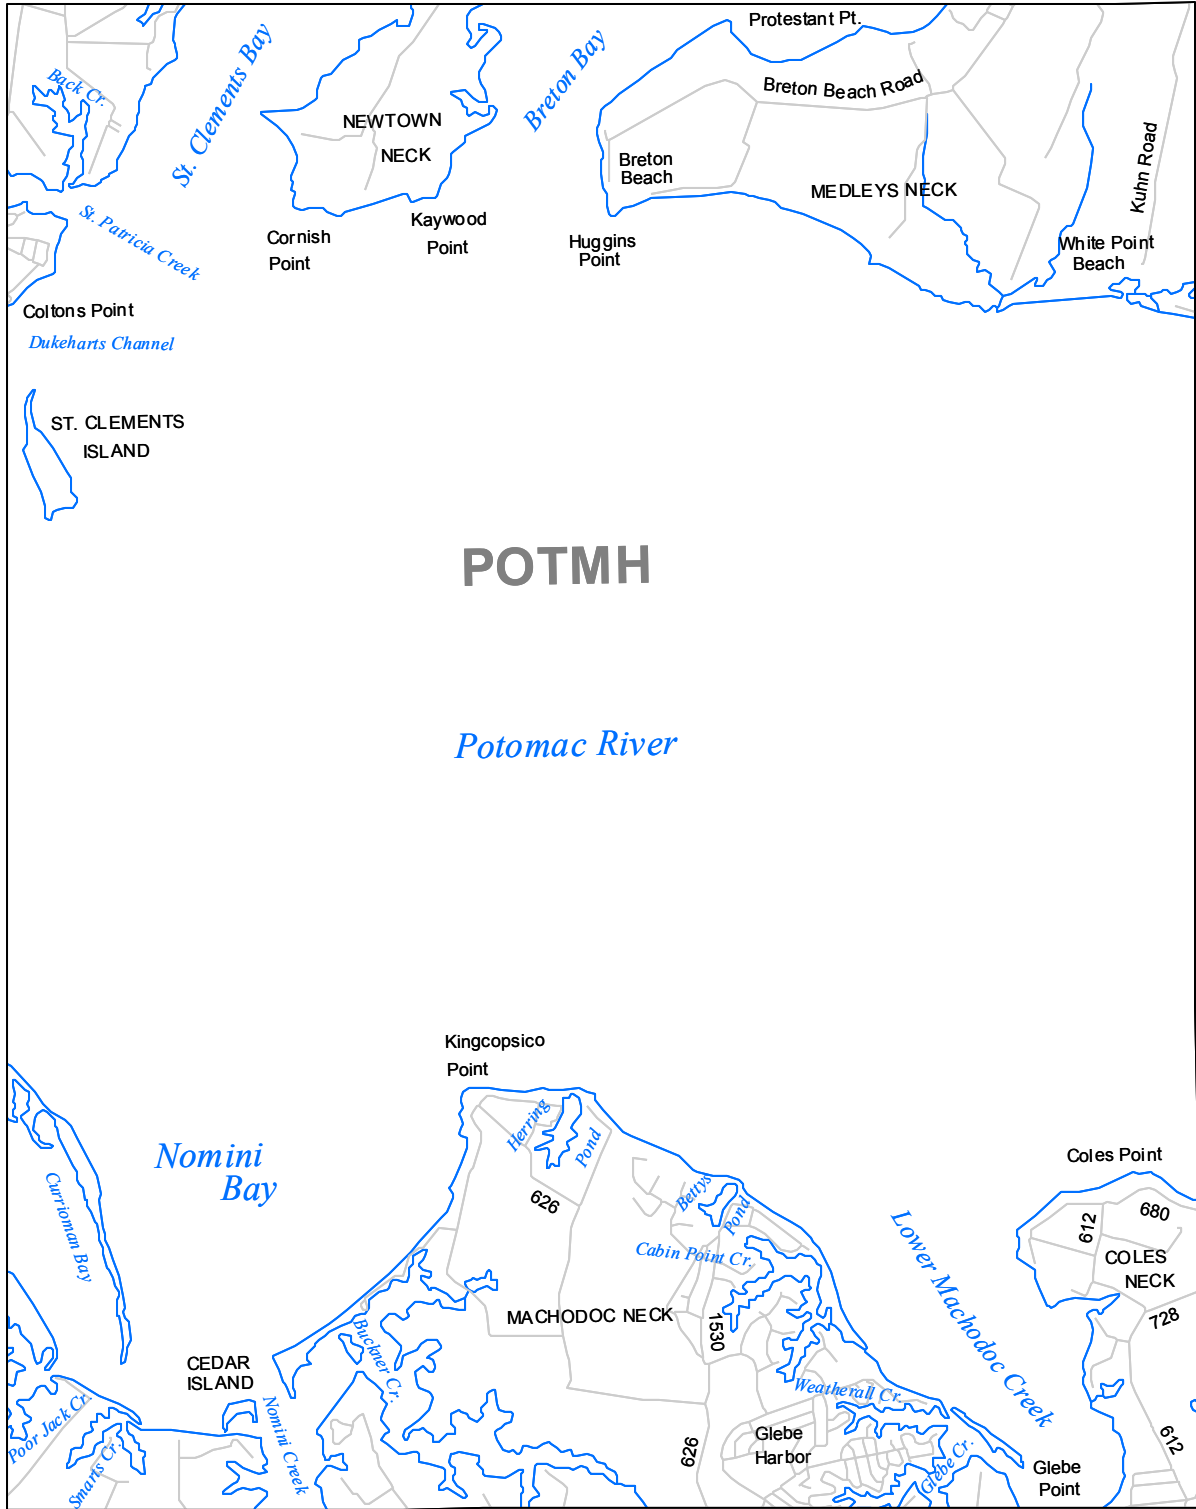 Protestant Pt.
Back Cr.
St. Clements Bay
Breton Bay
Breton Beach Road
NEWTOWN
NECK
Breton
Beach
MEDLEYS NECK
Kuhn Road
St. Patricia Creek
Cornish
Point
Kaywood
Point
Huggins
Point
White Point
Beach
Coltons Point
Dukeharts Channel
ST. CLEMENTS
ISLAND
POTMH
Potomac River
Kingcopsico
Point
Nomini
Bay
Herring
Pond
626
Bettys
Pond
Coles Point
680
612
COLES
NECK
728
Currioman Bay
Cabin Point Cr.
Lower Machodoc Creek
MACHODOC NECK
1530
Buckner Cr.
CEDAR
ISLAND
Weatherall Cr.
Poor Jack Cr.
Smarts Cr.
Nomini Creek
626
Glebe
Harbor
Glebe Cr.
Glebe
Point
612